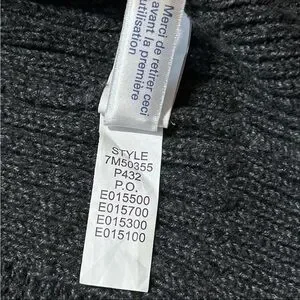 Merci de retirer ceci
avant la première
utilisation
STYLE
7M50355
P432
P.O.
E015500
E015700
E015300
E015100